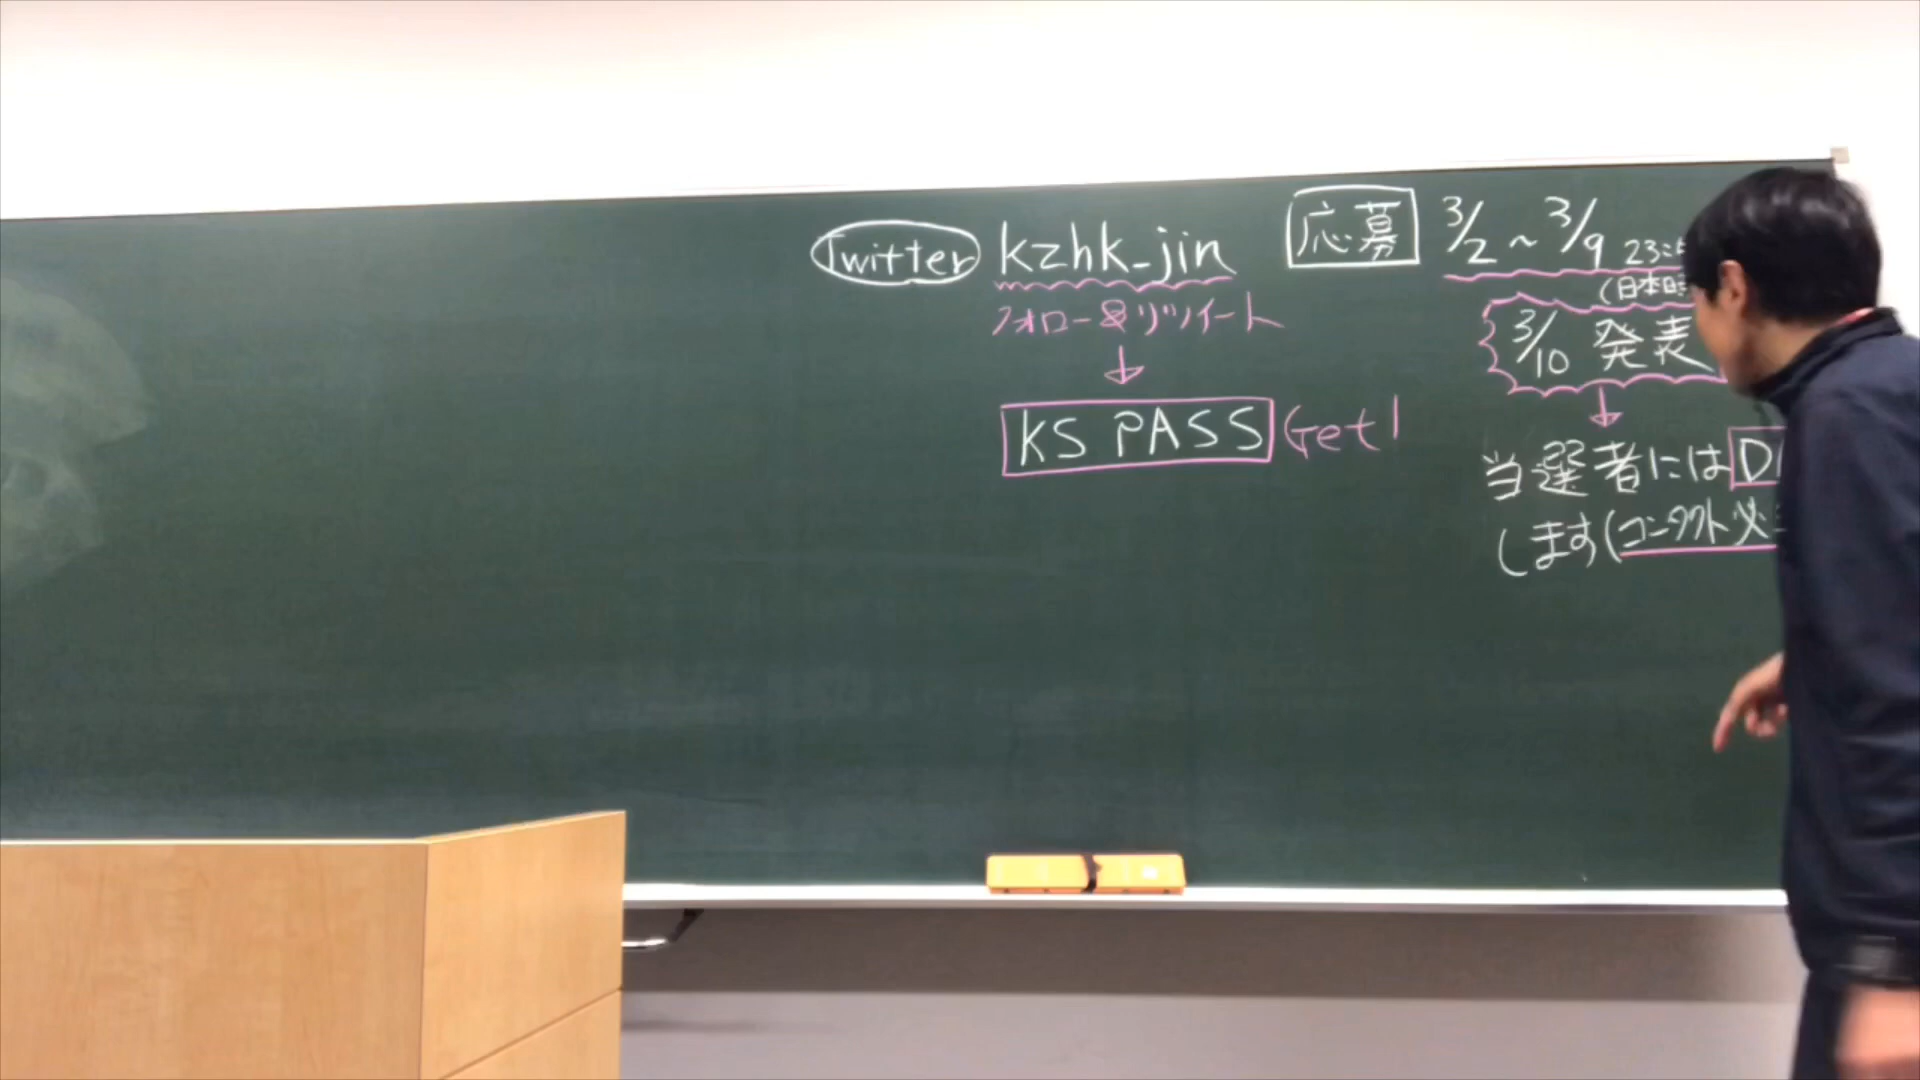 Twitter kzhk_jin
フォロー&リツイート
↓
KS PASS Get!
応募 3/2 ~ 3/9 23:5
(日本時
3/10 発表
↓
当選者には
します(コンタクト必